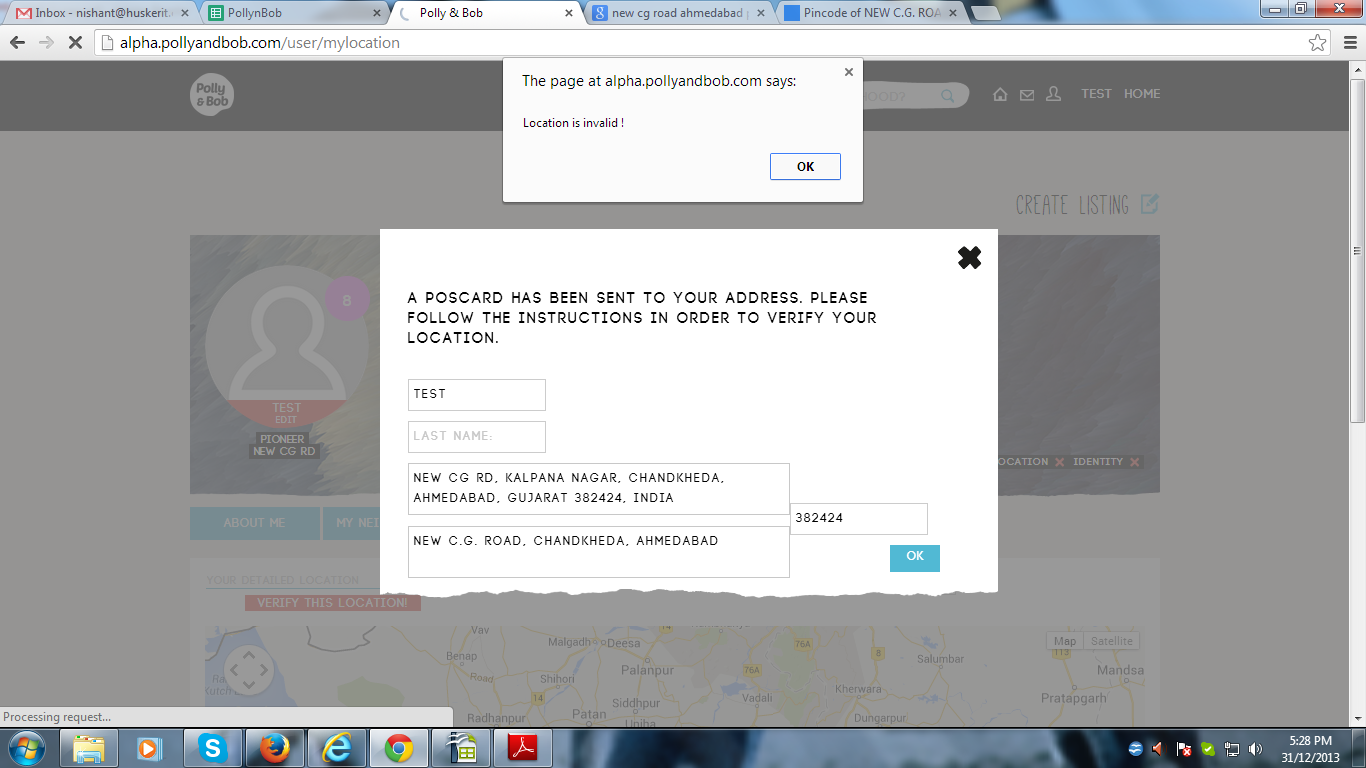 Inbox - nishant@huskerit.
PollynBob
Polly & Bob
new cg road ahmedabad p
Pincode of NEW C.G. ROA
alpha.pollyandbob.com/user/mylocation
The page at alpha.pollyandbob.com says:
Location is invalid !
OK
Polly
& Bob
OOD?
TEST HOME
CREATE LISTING
A POSCARD HAS BEEN SENT TO YOUR ADDRESS. PLEASE
FOLLOW THE INSTRUCTIONS IN ORDER TO VERIFY YOUR
LOCATION.
8
TEST
EDIT
PIONEER
NEW CG RD
TEST
LAST NAME:
NEW CG RD, KALPANA NAGAR, CHANDKHEDA,
AHMEDABAD, GUJARAT 382424, INDIA
382424
NEW C.G. ROAD, CHANDKHEDA, AHMEDABAD
OK
OCATION IDENTITY
ABOUT ME
MY NEI
YOUR DETAILED LOCATION
VERIFY THIS LOCATION!
Map Satellite
Vav
Malgadh
Deesa
76A
113
Benap
8
Salumbar
Mandsa
Road
Shihori
Palanpur
76A
Kherwara
Pratapgarh
Rann of
Kutch
14
Vadali
Radhanpur
Patan
Sidhpur
Dungarpur
14
Unjha
Processing request...
5:28 PM
31/12/2013